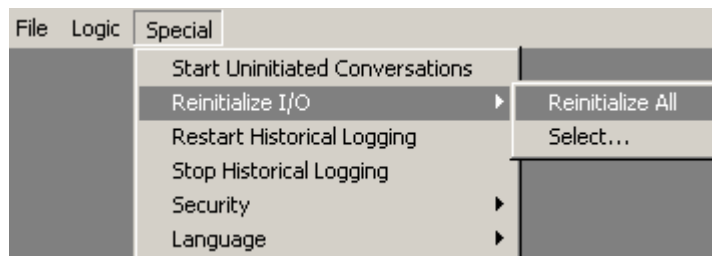 File Logic Special
Start Uninitiated Conversations
Reinitialize I/O Reinitialize All
Restart Historical Logging Select...
Stop Historical Logging
Security
Language